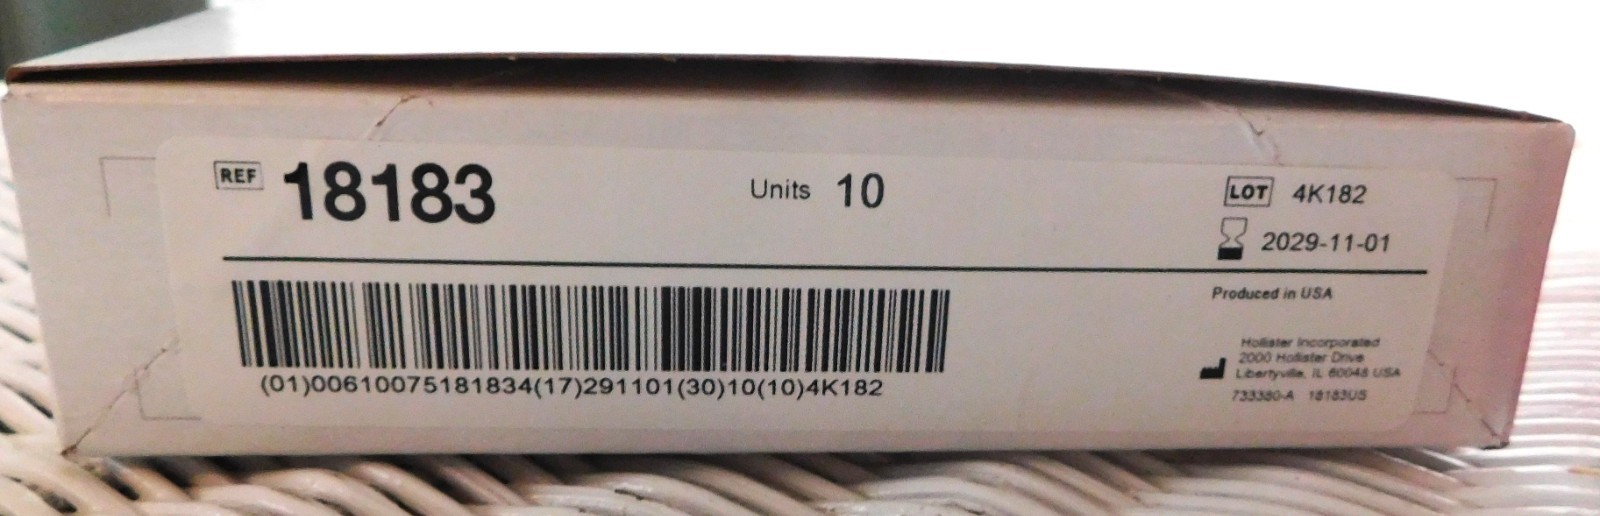 REF 18183 Units 10 LOT 4K182
2029-11-01
Produced in USA
(01)00610075181834(17)291101(30)10(10)4K182
Hollister Incorporated
2000 Hollister Drive
Libertyville, IL 60048 USA
733380-A 18183US